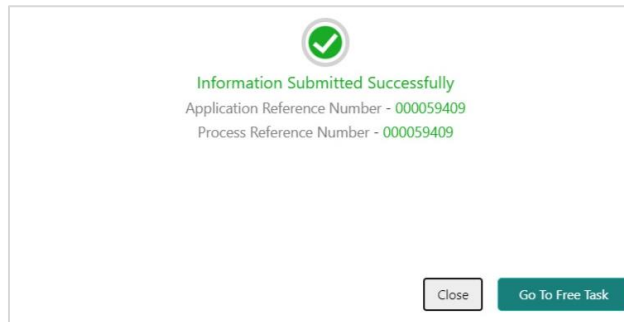 Information Submitted Successfully
Application Reference Number - 000059409
Process Reference Number - 000059409
Close
Go To Free Task